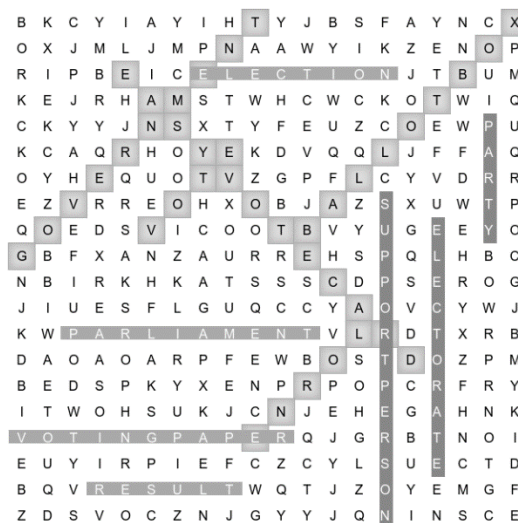 B K C Y I A Y I H T Y J B S F A Y N C X
O X J M L J M P N A A W Y I K Z E N O P
R I P B E I C E L E C T I O N J T B U M
K E J R H A M S T W H C W C K O T W I Q
C K Y Y J N S X T Y F E U Z C O E W P U
K C A Q R H O Y E K D V Q Q L J F F A Q
O Y H E Q U O T V Z G P F L C Y V D R R
E Z V R R E O H X O B J A Z S X U W T P
Q O E D S V I C O O T B V Y U G E E Y O
G B F X A N Z A U R R E H S P Q L H B C
N B I R K H K A T S S S C D P S E R O G
J I U E S F L G U Q C C Y A O V C Y W J
K W P A R L I A M E N T V L R D T X R B
D A O A O A R P F E W B O S T D O Z P M
B E D S P K Y X E N P R P O P C R F R Y
I T W O H S U K J C N J E H E G A H N K
V O T I N G P A P E R Q J G R B T N O I
E U Y I R P I E F C Z C Y L S U E C T D
B Q V R E S U L T W Q T J Z O Y E M G F
Z D S V O C Z N J G Y Y J Q N I N S C E